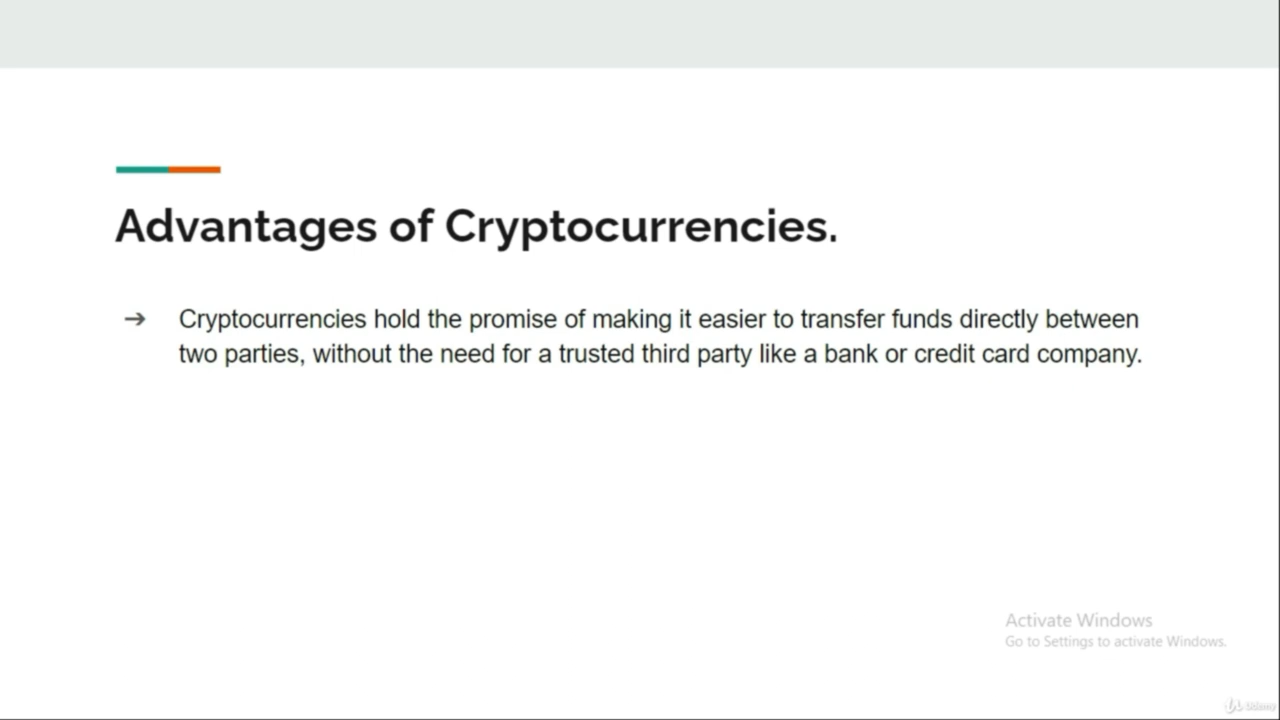 Advantages of Cryptocurrencies.
➔ Cryptocurrencies hold the promise of making it easier to transfer funds directly between
two parties, without the need for a trusted third party like a bank or credit card company.
Activate Windows
Go to Settings to activate Windows.
Udemy